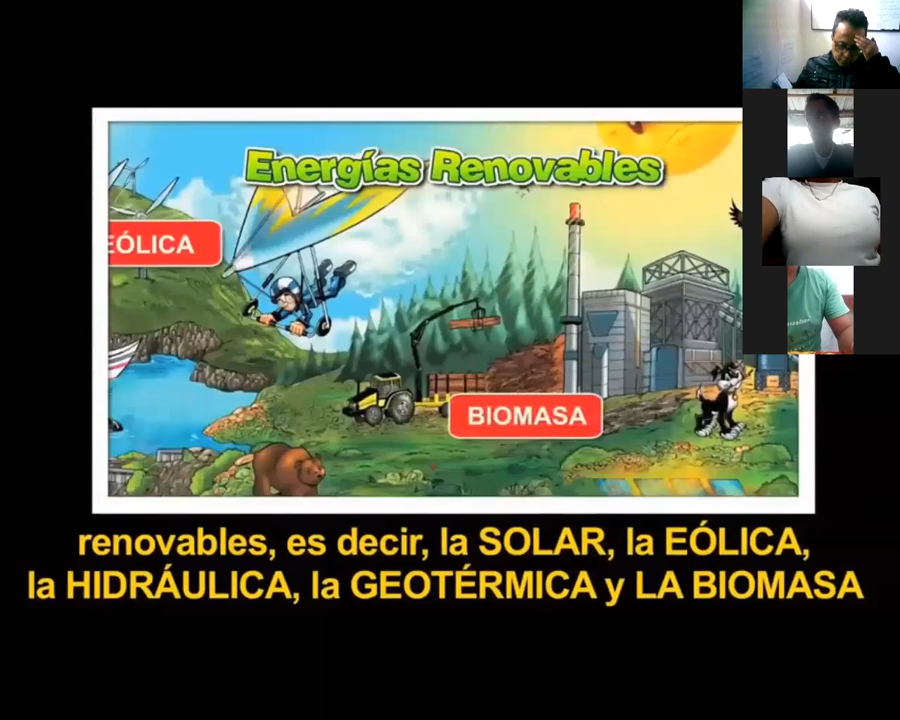 Energías Renovables
EÓLICA
BIOMASA
renovables, es decir, la SOLAR, la EÓLICA,
la HIDRÁULICA, la GEOTÉRMICA y LA BIOMASA